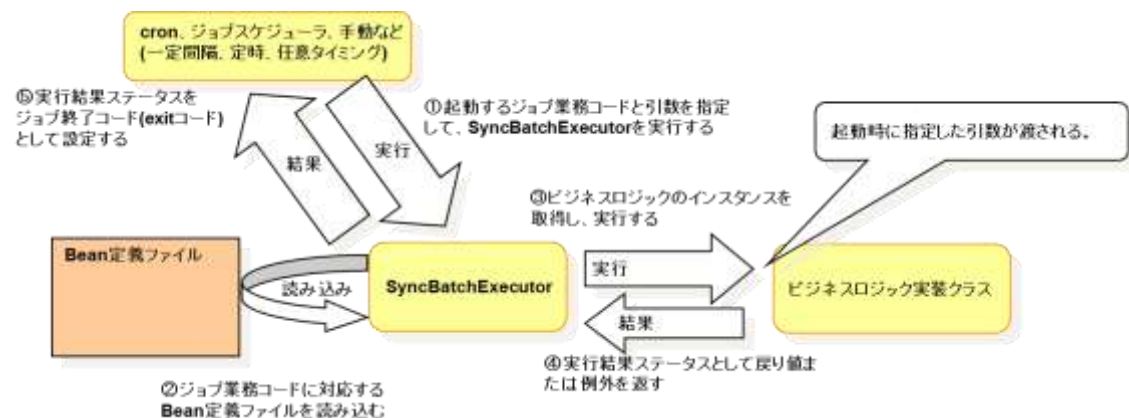 cron、ジョブスケジューラ、手動など
(一定間隔、定時、任意タイミング)
⑤実行結果ステータスを
ジョブ終了コード(exitコード)
として設定する
①起動するジョブ業務コードと引数を指定
して、SyncBatchExecutorを実行する
起動時に指定した引数が渡される。
結果
実行
③ビジネスロジックのインスタンスを
取得し、実行する
Bean定義ファイル
読み込み
SyncBatchExecutor
実行
ビジネスロジック実装クラス
結果
④実行結果ステータスとして戻り値ま
たは例外を返す
②ジョブ業務コードに対応する
Bean定義ファイルを読み込む